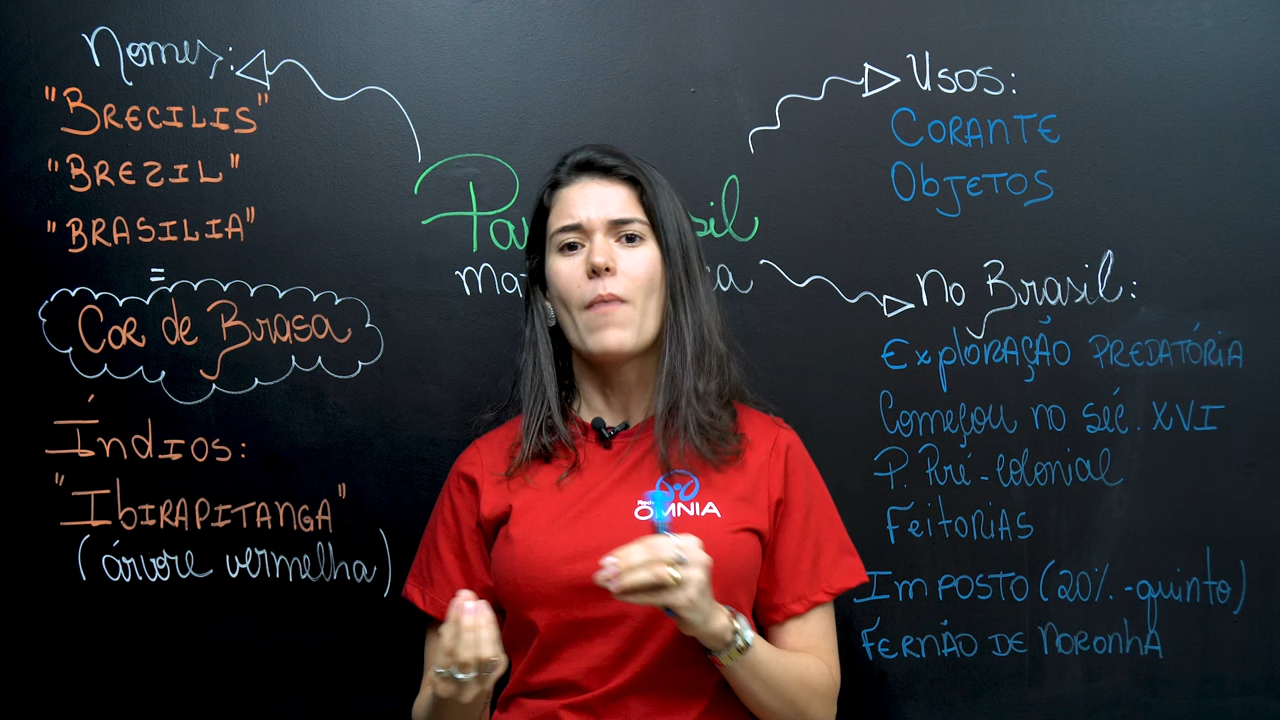 Nomes:
"BRECILIS"
"BREZIL"
"BRASILIA"
=
Cor de Brasa
Índios:
"IbIRAPITANGA"
(árvore vermelha)
Usos:
CORANTE
ObJETOS
No Brasil:
Exploração PREDATÓRIA
Começou no séc. XVI
P. Pré-colonial
FeitoRIAS
IMPOSTO (20% - quinto)
FERNÃO DE NORONhA
ÖMNIA